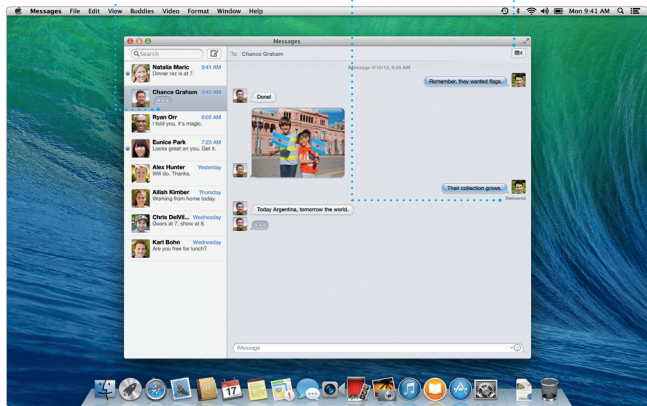 Messages File Edit View Buddies Video Format Window Help
Mon 9:41 AM
Messages
Search
To: Chance Graham
Natalia Maric 9:41 AM
Dinner rez is at 7.
Chance Graham 9:40 AM
Ryan Orr 8:05 AM
I told you, it's magic.
Eunice Park 7:23 AM
Looks great on you. Get it.
Alex Hunter Yesterday
Will do. Thanks.
Ailish Kimber Thursday
Working from home today.
Chris DelVil... Wednesday
Doors at 7, show at 8.
Karl Bohn Wednesday
Are you free for lunch?
Remember, they wanted flags.
Done!
Their collection grows.
Delivered
Today Argentina, tomorrow the world.
iMessage
17